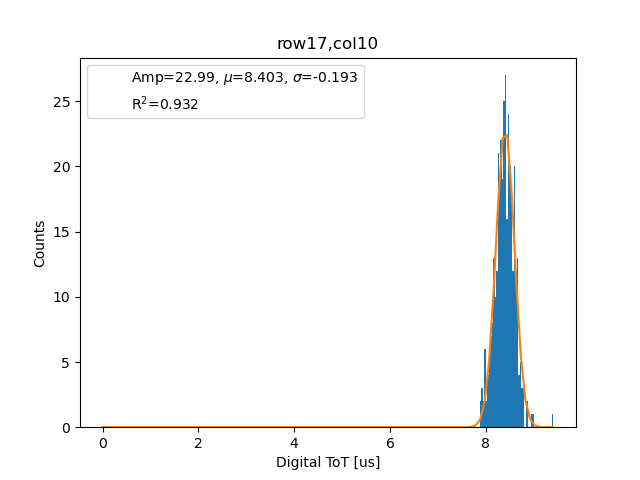 row17,col10
Amp=22.99, μ=8.403, σ=-0.193
R²=0.932
25
20
15
10
5
0
Counts
0 2 4 6 8
Digital ToT [us]